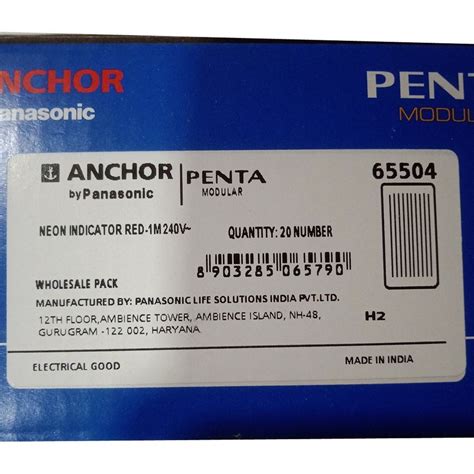 ANCHOR
Panasonic
PENTA
MODULAR
ANCHOR
by Panasonic
PENTA
MODULAR
65504
NEON INDICATOR RED-1M 240V~
QUANTITY: 20 NUMBER
8 903285 065790
WHOLESALE PACK
MANUFACTURED BY: PANASONIC LIFE SOLUTIONS INDIA PVT.LTD.
12TH FLOOR,AMBIENCE TOWER, AMBIENCE ISLAND, NH-48,
GURUGRAM -122 002, HARYANA
H2
ELECTRICAL GOOD
MADE IN INDIA